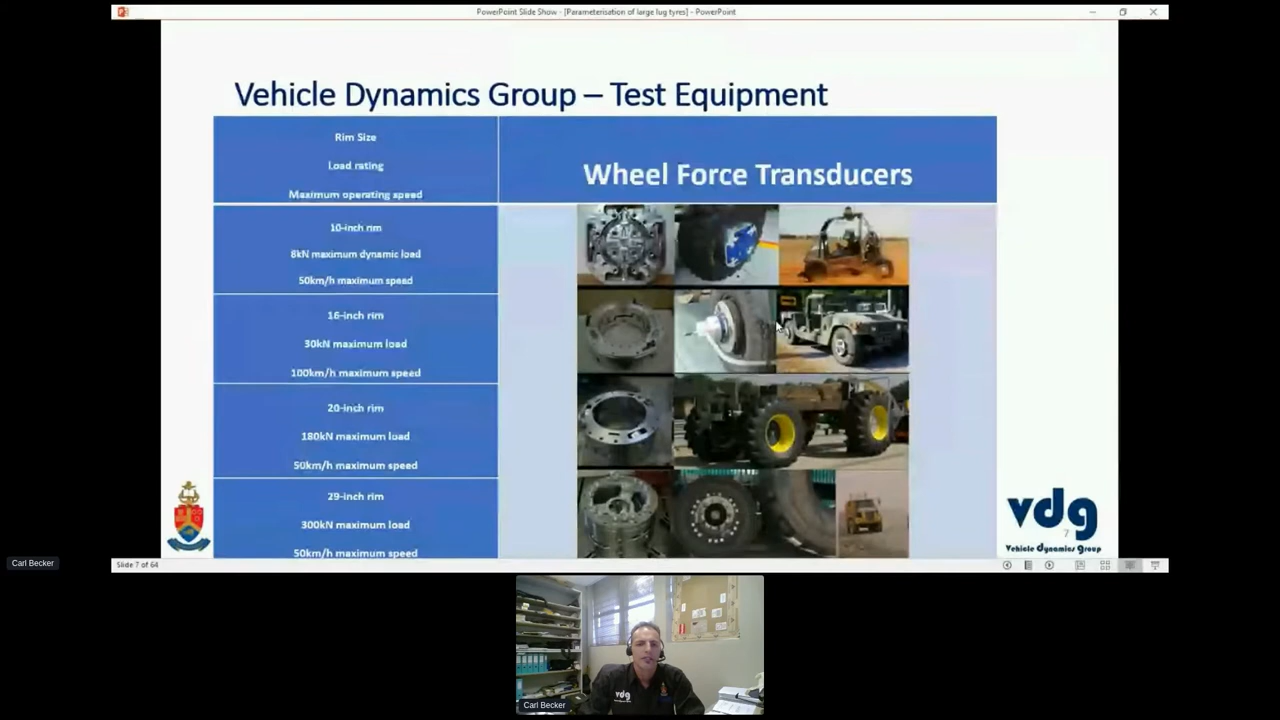 PowerPoint Slide Show - [Parameterisation of large lug tyres] - PowerPoint
Vehicle Dynamics Group – Test Equipment
Rim Size
Load rating
Maximum operating speed
Wheel Force Transducers
10-inch rim
8kN maximum dynamic load
50km/h maximum speed
16-inch rim
30kN maximum load
100km/h maximum speed
20-inch rim
180kN maximum load
50km/h maximum speed
29-inch rim
300kN maximum load
50km/h maximum speed
vdg
7
Vehicle dynamics group
Carl Becker
Slide 7 of 64
vdg
Carl Becker